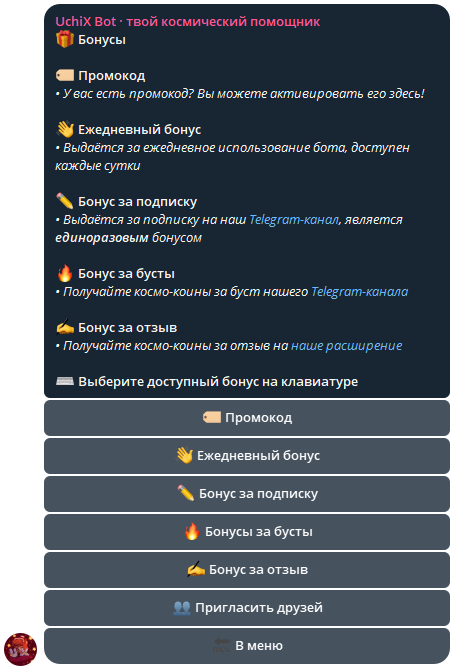 UchiX Bot · твой космический помощник
🎁 Бонусы
🏷️ Промокод
• У вас есть промокод? Вы можете активировать его здесь!
👋 Ежедневный бонус
• Выдаётся за ежедневное использование бота, доступен
каждые сутки
✏️ Бонус за подписку
• Выдаётся за подписку на наш Telegram-канал, является
единоразовым бонусом
🔥 Бонус за бусты
• Получайте космо-коины за буст нашего Telegram-канала
✍️ Бонус за отзыв
• Получайте космо-коины за отзыв на наше расширение
⌨️ Выберите доступный бонус на клавиатуре
🏷️ Промокод
👋 Ежедневный бонус
✏️ Бонус за подписку
🔥 Бонусы за бусты
✍️ Бонус за отзыв
👥 Пригласить друзей
🔙 В меню